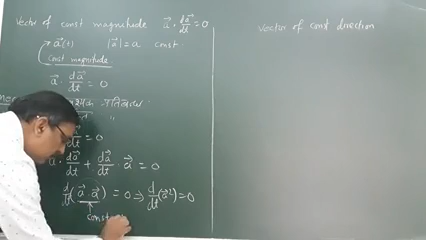 Vector of const magnitude a⃗ · da⃗/dt = 0
a⃗(t) |a⃗| = a const
const magnitude
a⃗ · da⃗/dt = 0
= 0
· da⃗/dt + da⃗/dt · a⃗ = 0
d/dt (a⃗ · a⃗) = 0 ⇒ d/dt (a⃗²) = 0
const
Vector of const direction